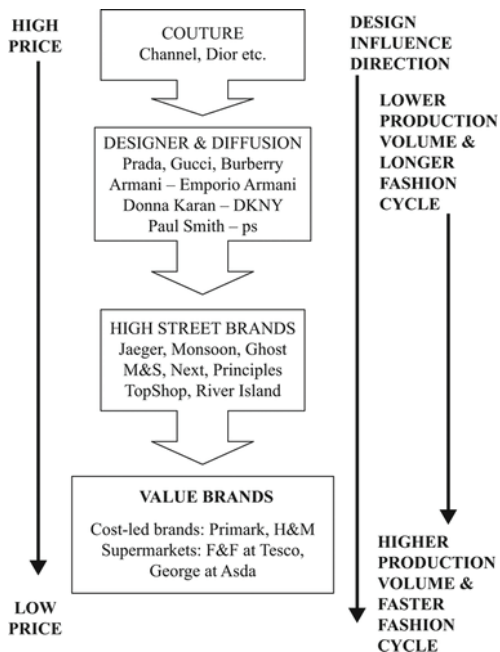 HIGH
PRICE
COUTURE
Channel, Dior etc.
DESIGN
INFLUENCE
DIRECTION
LOWER
PRODUCTION
VOLUME &
LONGER
FASHION
CYCLE
DESIGNER & DIFFUSION
Prada, Gucci, Burberry
Armani – Emporio Armani
Donna Karan – DKNY
Paul Smith – ps
HIGH STREET BRANDS
Jaeger, Monsoon, Ghost
M&S, Next, Principles
TopShop, River Island
VALUE BRANDS
Cost-led brands: Primark, H&M
Supermarkets: F&F at Tesco,
George at Asda
LOW
PRICE
HIGHER
PRODUCTION
VOLUME &
FASTER
FASHION
CYCLE